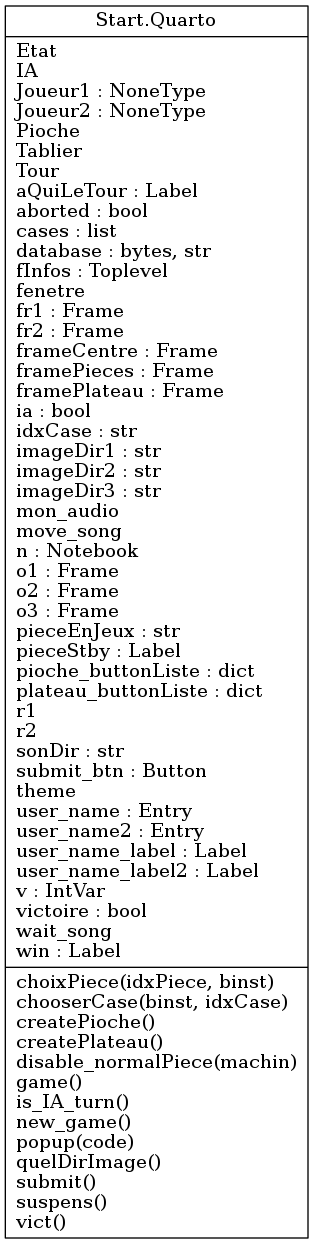 Start.Quarto
Etat
IA
Joueur1 : NoneType
Joueur2 : NoneType
Pioche
Tablier
Tour
aQuiLeTour : Label
aborted : bool
cases : list
database : bytes, str
fInfos : Toplevel
fenetre
fr1 : Frame
fr2 : Frame
frameCentre : Frame
framePieces : Frame
framePlateau : Frame
ia : bool
idxCase : str
imageDir1 : str
imageDir2 : str
imageDir3 : str
mon_audio
move_song
n : Notebook
o1 : Frame
o2 : Frame
o3 : Frame
pieceEnJeux : str
pieceStby : Label
pioche_buttonListe : dict
plateau_buttonListe : dict
r1
r2
sonDir : str
submit_btn : Button
theme
user_name : Entry
user_name2 : Entry
user_name_label : Label
user_name_label2 : Label
v : IntVar
victoire : bool
wait_song
win : Label
choixPiece(idxPiece, binst)
chooserCase(binst, idxCase)
createPioche()
createPlateau()
disable_normalPiece(machin)
game()
is_IA_turn()
new_game()
popup(code)
quelDirImage()
submit()
suspens()
vict()